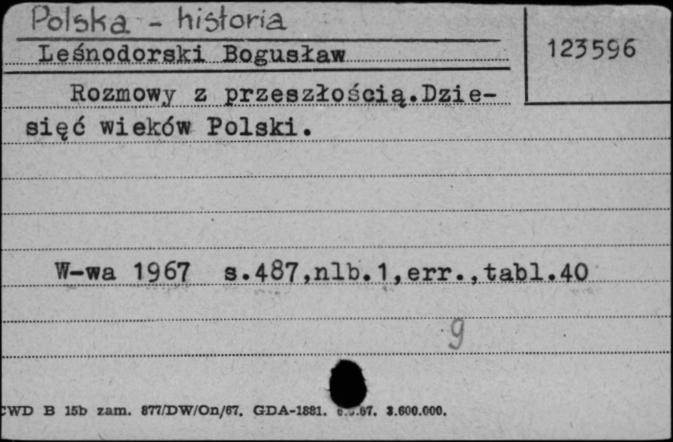 Polska - historia
123596
Leśnodorski Bogusław
Rozmowy z przeszłością.Dzie-
sięć wieków Polski.
W-wa 1967 s.487,nlb.1,err.,tabl.40
9
B 15b zam. 877/DW/On/67. GDA-1881. 3.600.000.